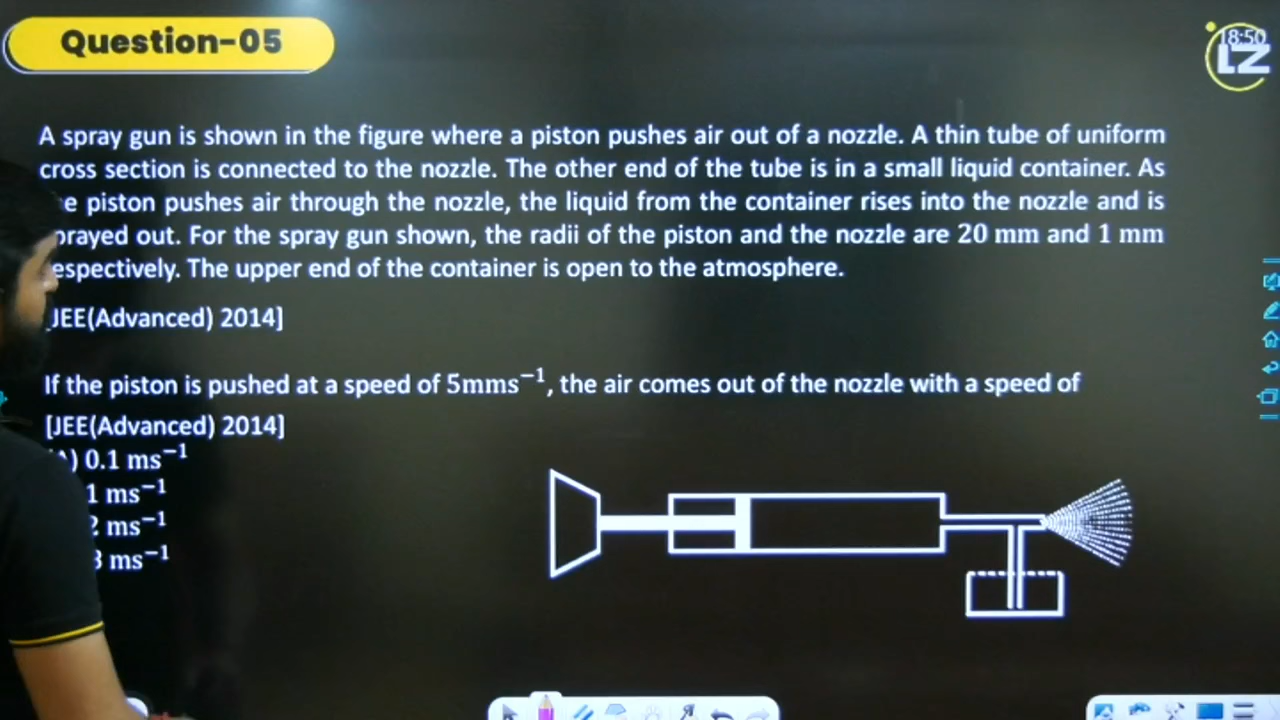 Question-05
18:50
LZ
A spray gun is shown in the figure where a piston pushes air out of a nozzle. A thin tube of uniform
cross section is connected to the nozzle. The other end of the tube is in a small liquid container. As
piston pushes air through the nozzle, the liquid from the container rises into the nozzle and is
out. For the spray gun shown, the radii of the piston and the nozzle are 20 mm and 1 mm
The upper end of the container is open to the atmosphere.
JEE(Advanced) 2014]
If the piston is pushed at a speed of 5mms⁻¹, the air comes out of the nozzle with a speed of
[JEE(Advanced) 2014]
) 0.1 ms⁻¹
1 ms⁻¹
2 ms⁻¹
ms⁻¹